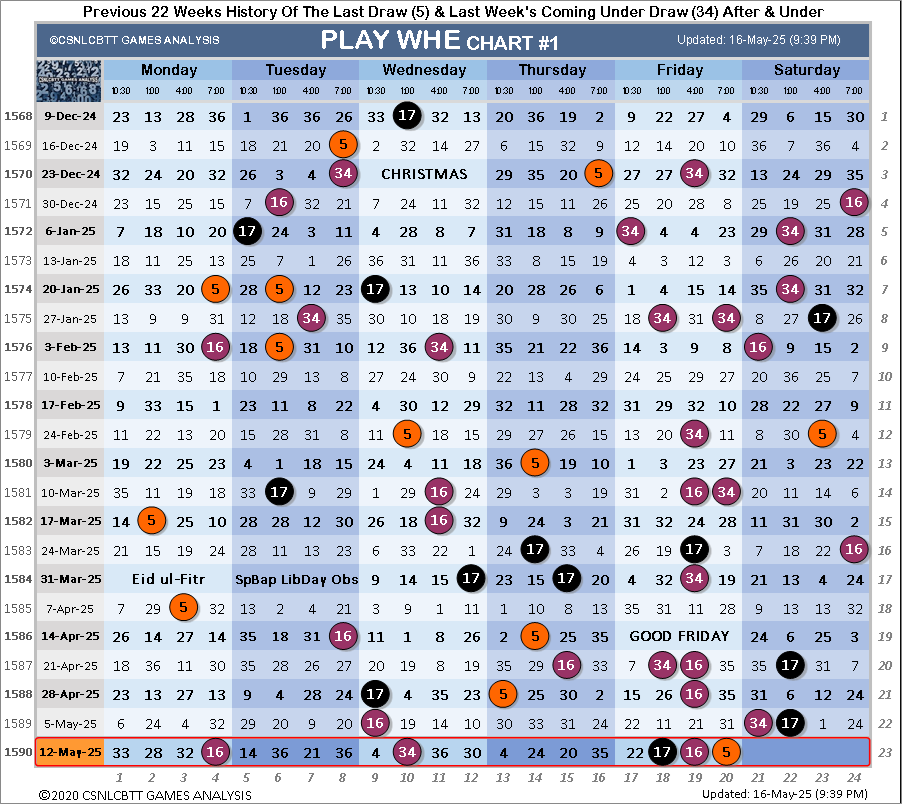 Previous 22 Weeks History Of The Last Draw (5) & Last Week's Coming Under Draw (34) After & Under
©CSNLCBTT GAMES ANALYSIS PLAY WHE CHART #1 Updated: 16-May-25 (9:39 PM)
CSNLCBTT GAMES ANALYSIS Monday Tuesday Wednesday Thursday Friday Saturday
10:30 1:00 4:00 7:00 10:30 1:00 4:00 7:00 10:30 1:00 4:00 7:00 10:30 1:00 4:00 7:00 10:30 1:00 4:00 7:00 10:30 1:00 4:00 7:00
1568 9-Dec-24 23 13 28 36 1 36 36 26 33 17 32 13 20 36 19 2 9 22 27 4 29 6 15 30 1
1569 16-Dec-24 19 3 11 15 18 21 20 5 2 32 14 27 6 15 32 9 12 14 20 10 36 7 36 4 2
1570 23-Dec-24 32 24 20 32 26 3 4 34 CHRISTMAS 29 35 20 5 27 27 34 32 13 24 29 35 3
1571 30-Dec-24 23 15 25 15 7 16 32 21 7 24 11 32 12 15 11 26 25 20 28 8 25 19 25 16 4
1572 6-Jan-25 7 18 10 20 17 24 3 11 4 28 8 7 31 18 8 9 34 4 4 23 29 34 31 28 5
1573 13-Jan-25 18 11 25 13 25 7 1 26 36 31 11 36 33 8 15 19 4 3 12 3 6 26 20 21 6
1574 20-Jan-25 26 33 20 5 28 5 12 23 17 13 10 14 20 28 26 6 1 4 15 14 35 34 31 32 7
1575 27-Jan-25 13 9 9 31 12 18 34 35 30 10 18 19 30 9 30 25 18 34 31 34 8 27 17 26 8
1576 3-Feb-25 13 11 30 16 18 5 31 10 12 36 34 11 35 21 22 36 14 3 9 8 16 9 15 2 9
1577 10-Feb-25 7 21 35 18 10 29 13 8 27 24 30 9 22 13 4 29 24 25 29 27 20 36 25 7 10
1578 17-Feb-25 9 33 15 1 23 11 8 22 4 30 12 29 32 11 28 32 31 29 32 10 28 22 27 9 11
1579 24-Feb-25 11 22 13 20 15 28 31 8 11 5 18 15 29 27 26 15 13 20 34 11 8 30 5 4 12
1580 3-Mar-25 19 22 25 23 4 1 18 15 24 4 11 18 36 5 19 10 1 3 23 27 21 3 23 22 13
1581 10-Mar-25 35 11 19 18 33 17 9 29 1 29 16 24 29 3 3 19 31 2 16 34 20 11 14 6 14
1582 17-Mar-25 14 5 25 10 28 28 12 30 26 18 16 32 9 24 3 21 31 32 24 28 11 31 30 2 15
1583 24-Mar-25 21 15 19 24 28 11 13 23 6 33 22 1 24 17 33 4 26 19 17 3 7 18 22 16 16
1584 31-Mar-25 Eid ul-Fitr SpBap LibDay Obs 9 14 15 17 23 15 17 20 4 32 34 19 21 13 4 24 17
1585 7-Apr-25 7 29 5 32 13 2 4 21 3 9 1 11 1 10 8 13 35 31 11 28 9 13 13 32 18
1586 14-Apr-25 26 14 27 14 35 18 31 16 11 1 8 26 2 5 25 35 GOOD FRIDAY 24 6 25 3 19
1587 21-Apr-25 18 36 11 30 35 28 26 27 20 19 8 19 35 29 16 33 7 34 16 35 35 17 31 7 20
1588 28-Apr-25 23 13 27 13 9 4 28 24 17 4 35 23 5 25 30 2 15 26 16 35 31 6 12 24 21
1589 5-May-25 6 24 4 32 29 20 9 20 16 19 14 10 30 33 31 24 22 11 21 31 34 17 1 24 22
1590 12-May-25 33 28 32 16 14 36 21 36 4 34 36 30 4 24 20 35 22 17 16 5 23
1 2 3 4 5 6 7 8 9 10 11 12 13 14 15 16 17 18 19 20 21 22 23 24
©2020 CSNLCBTT GAMES ANALYSIS Updated: 16-May-25 (9:39 PM)